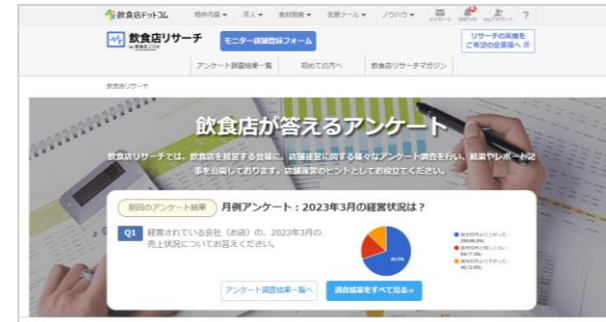 飲食店ドットコム
物件内装▼ 求人▼ 食材厨房▼ 支援ツール▼ ノウハウ▼
飲食店リサーチ
モニター店舗登録フォーム
リサーチの実施を
ご希望の企業様へ
アンケート調査結果一覧
初めての方へ
飲食店リサーチマガジン
飲食店リサーチ
飲食店が答えるアンケート
飲食店リサーチでは、飲食店を経営する皆様に、店舗運営に関する様々なアンケート調査を行い、結果やレポート記
事を公開しております。店舗運営のヒントとしてお役立てください。
前回のアンケート結果
月例アンケート：2023年3月の経営状況は？
Q1
経営されている会社（お店）の、2023年3月の
売上状況についてお答えください。
アンケート調査結果一覧へ
調査結果をすべて見る